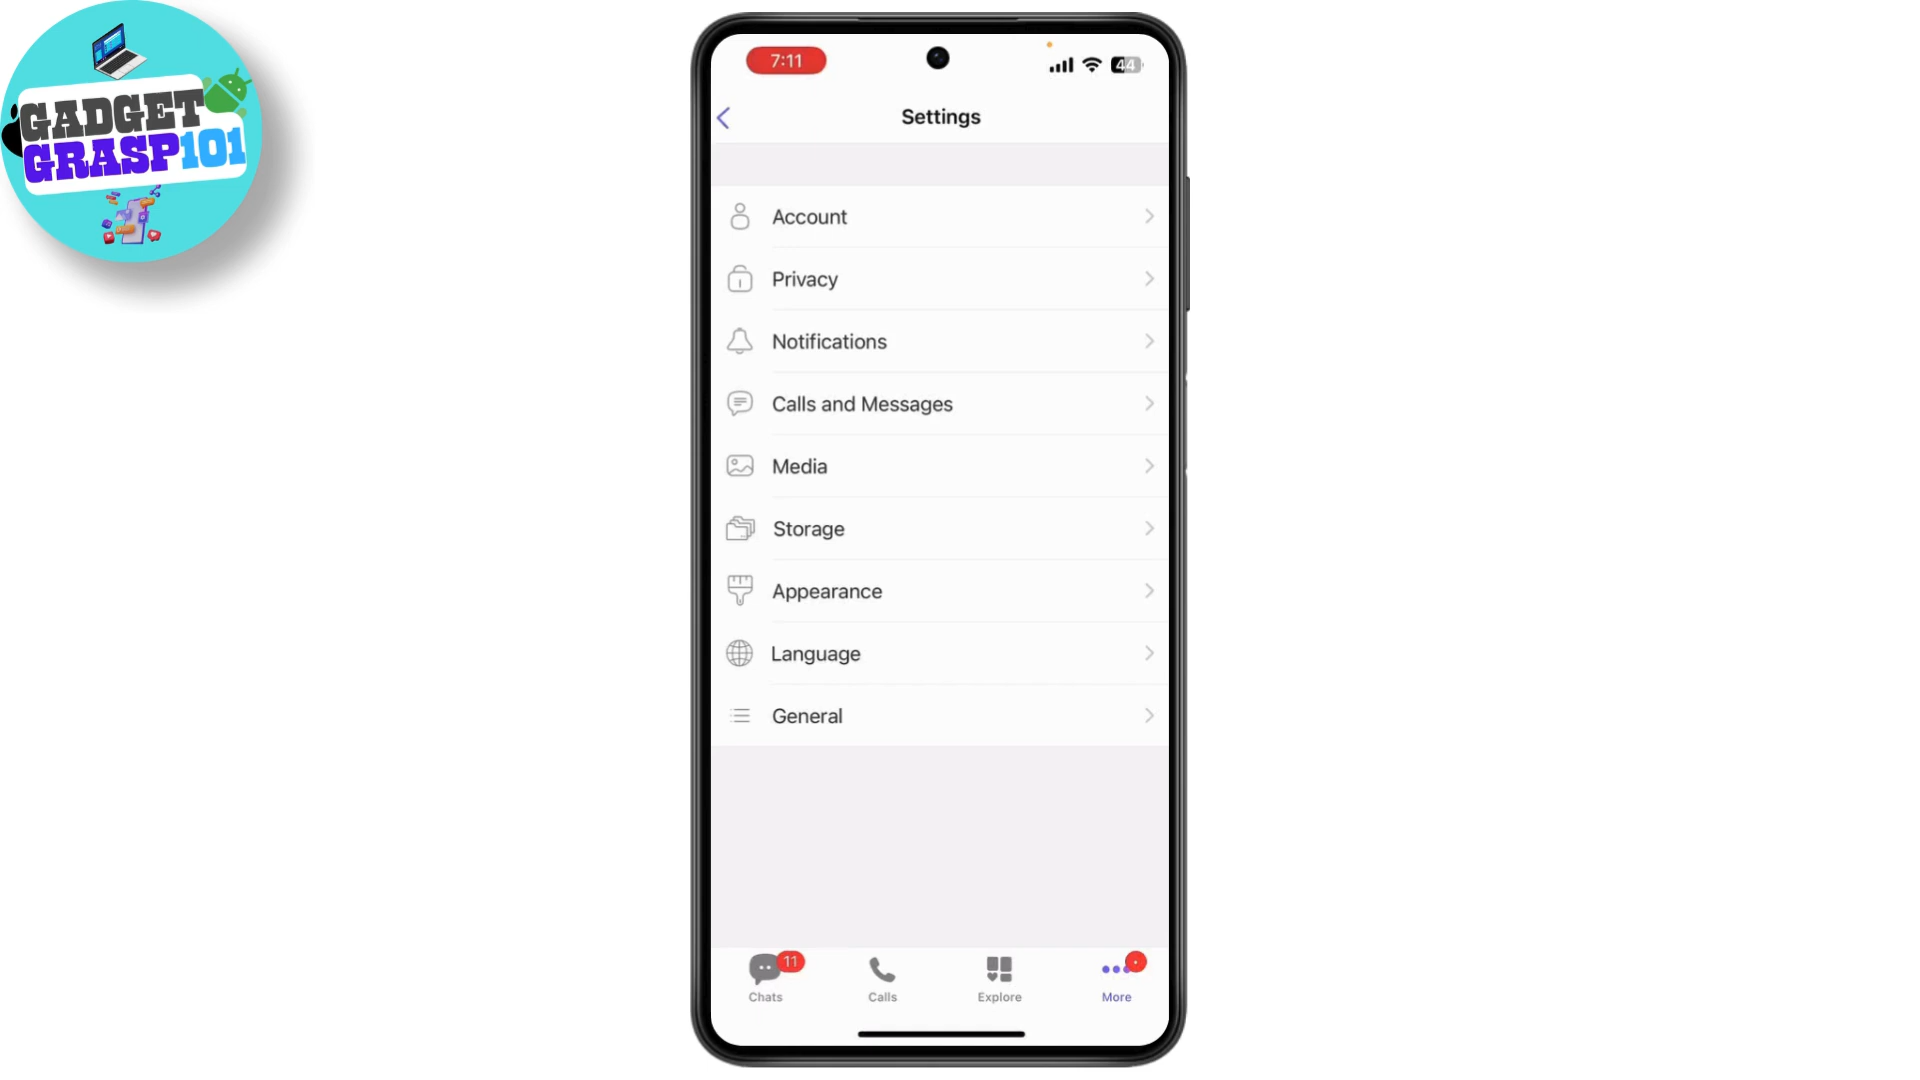 GADGET
GRASP101
7:11
44
Settings
Account
Privacy
Notifications
Calls and Messages
Media
Storage
Appearance
Language
General
11
Chats
Calls
Explore
More